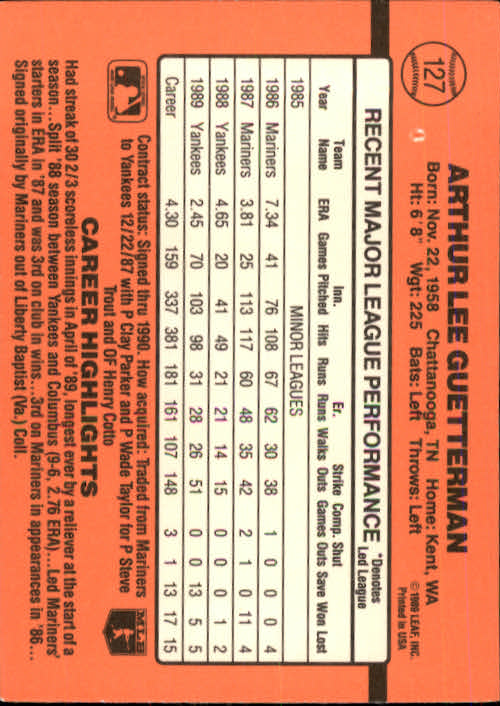 127
ARTHUR LEE GUETTERMAN
Born: Nov. 22, 1958 Chattanooga, TN Home: Kent, WA
Ht: 6' 8" Wgt: 225 Bats: Left Throws: Left
© 1989 LEAF, INC.
Printed in USA
RECENT MAJOR LEAGUE PERFORMANCE
*Denotes
Led League
Team Inn. Er. Strike Comp. Shut
Year Name ERA Games Pitched Hits Runs Runs Walks Outs Games Outs Save Won Lost
1985 MINOR LEAGUES
1986 Mariners 7.34 41 76 108 67 62 30 38 1 0 0 0 4
1987 Mariners 3.81 25 113 117 60 48 35 42 2 1 0 11 4
1988 Yankees 4.65 20 41 49 21 21 14 15 0 0 0 1 2
1989 Yankees 2.45 70 103 98 31 28 26 51 0 0 13 5 5
Career 4.30 159 337 381 181 161 107 148 3 1 13 17 15
Contract status: Signed thru 1990. How acquired: Traded from Mariners
to Yankees 12/22/87 with P Clay Parker and P Wade Taylor for P Steve
Trout and OF Henry Cotto
MLB
CAREER HIGHLIGHTS
Had streak of 30 2/3 scoreless innings in April of '89, longest ever by a reliever at the start of a
season...Split '88 season between Yankees and Columbus (9-6, 2.76 ERA)...Led Mariners'
starters in ERA in '87 and was 3rd on club in wins...3rd on Mariners in appearances in '86...
Signed originally by Mariners out of Liberty Baptist (Va.) Coll.